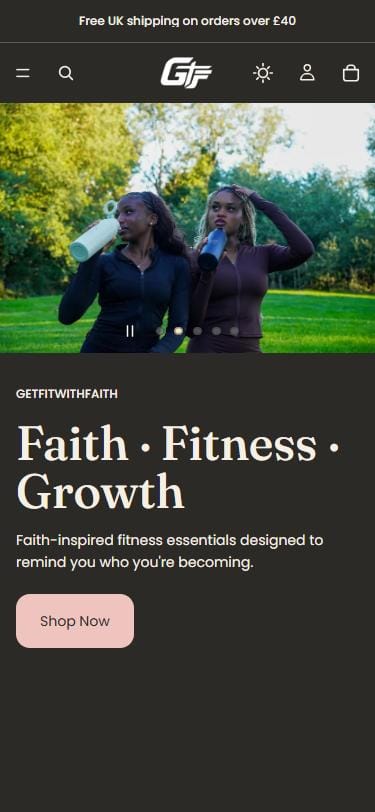 Free UK shipping on orders over £40
GTF
GETFITWITHFAITH
Faith · Fitness ·
Growth
Faith-inspired fitness essentials designed to
remind you who you're becoming.
Shop Now